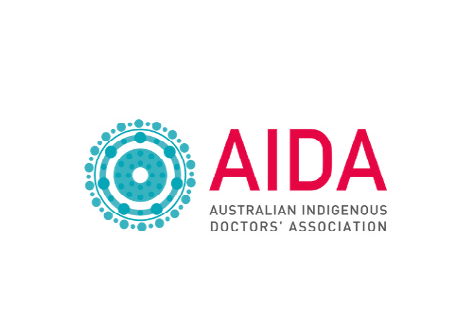 AIDA
AUSTRALIAN INDIGENOUS
DOCTORS' ASSOCIATION